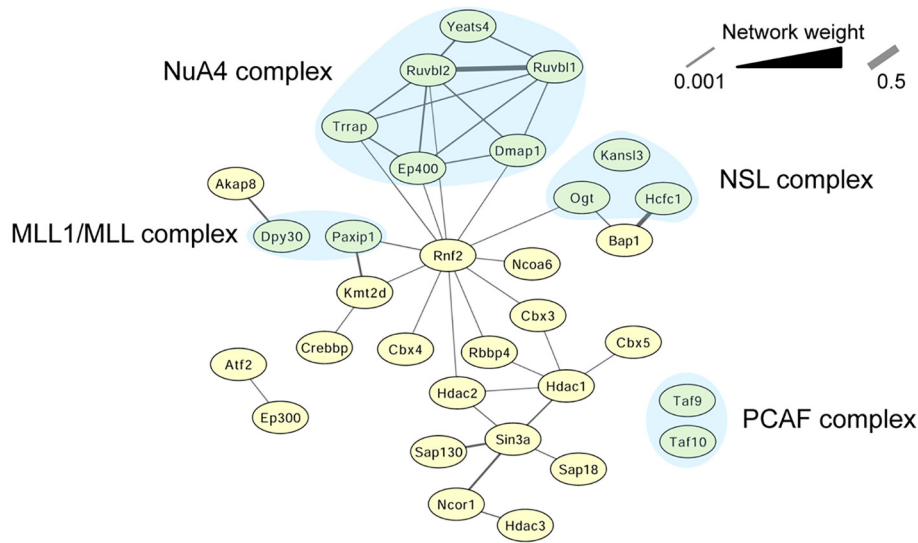 Yeats4
Network weight
NuA4 complex
Ruvbl2
Ruvbl1
0.001
0.5
Trrap
Dmap1
Ep400
Kansl3
NSL complex
Akap8
Ogt
Hcfc1
MLL1/MLL complex
Dpy30
Paxip1
Bap1
Rnf2
Ncoa6
Kmt2d
Cbx3
Crebbp
Cbx4
Rbbp4
Cbx5
Atf2
Hdac2
Hdac1
Ep300
Taf9
PCAF complex
Taf10
Sin3a
Sap130
Sap18
Ncor1
Hdac3